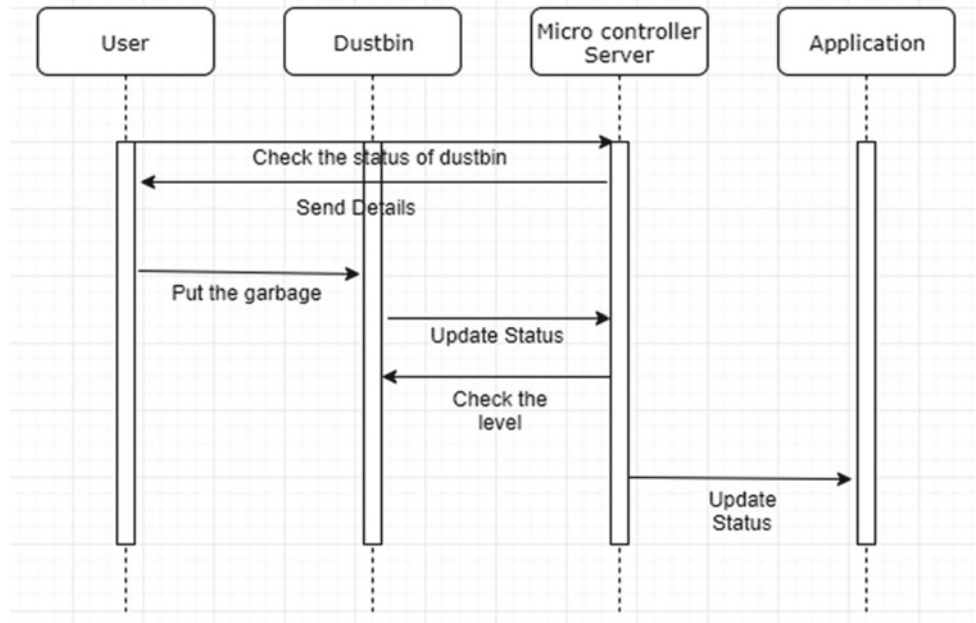 User
Dustbin
Micro controller
Server
Application
Check the status of dustbin
Send Details
Put the garbage
Update Status
Check the
level
Update
Status